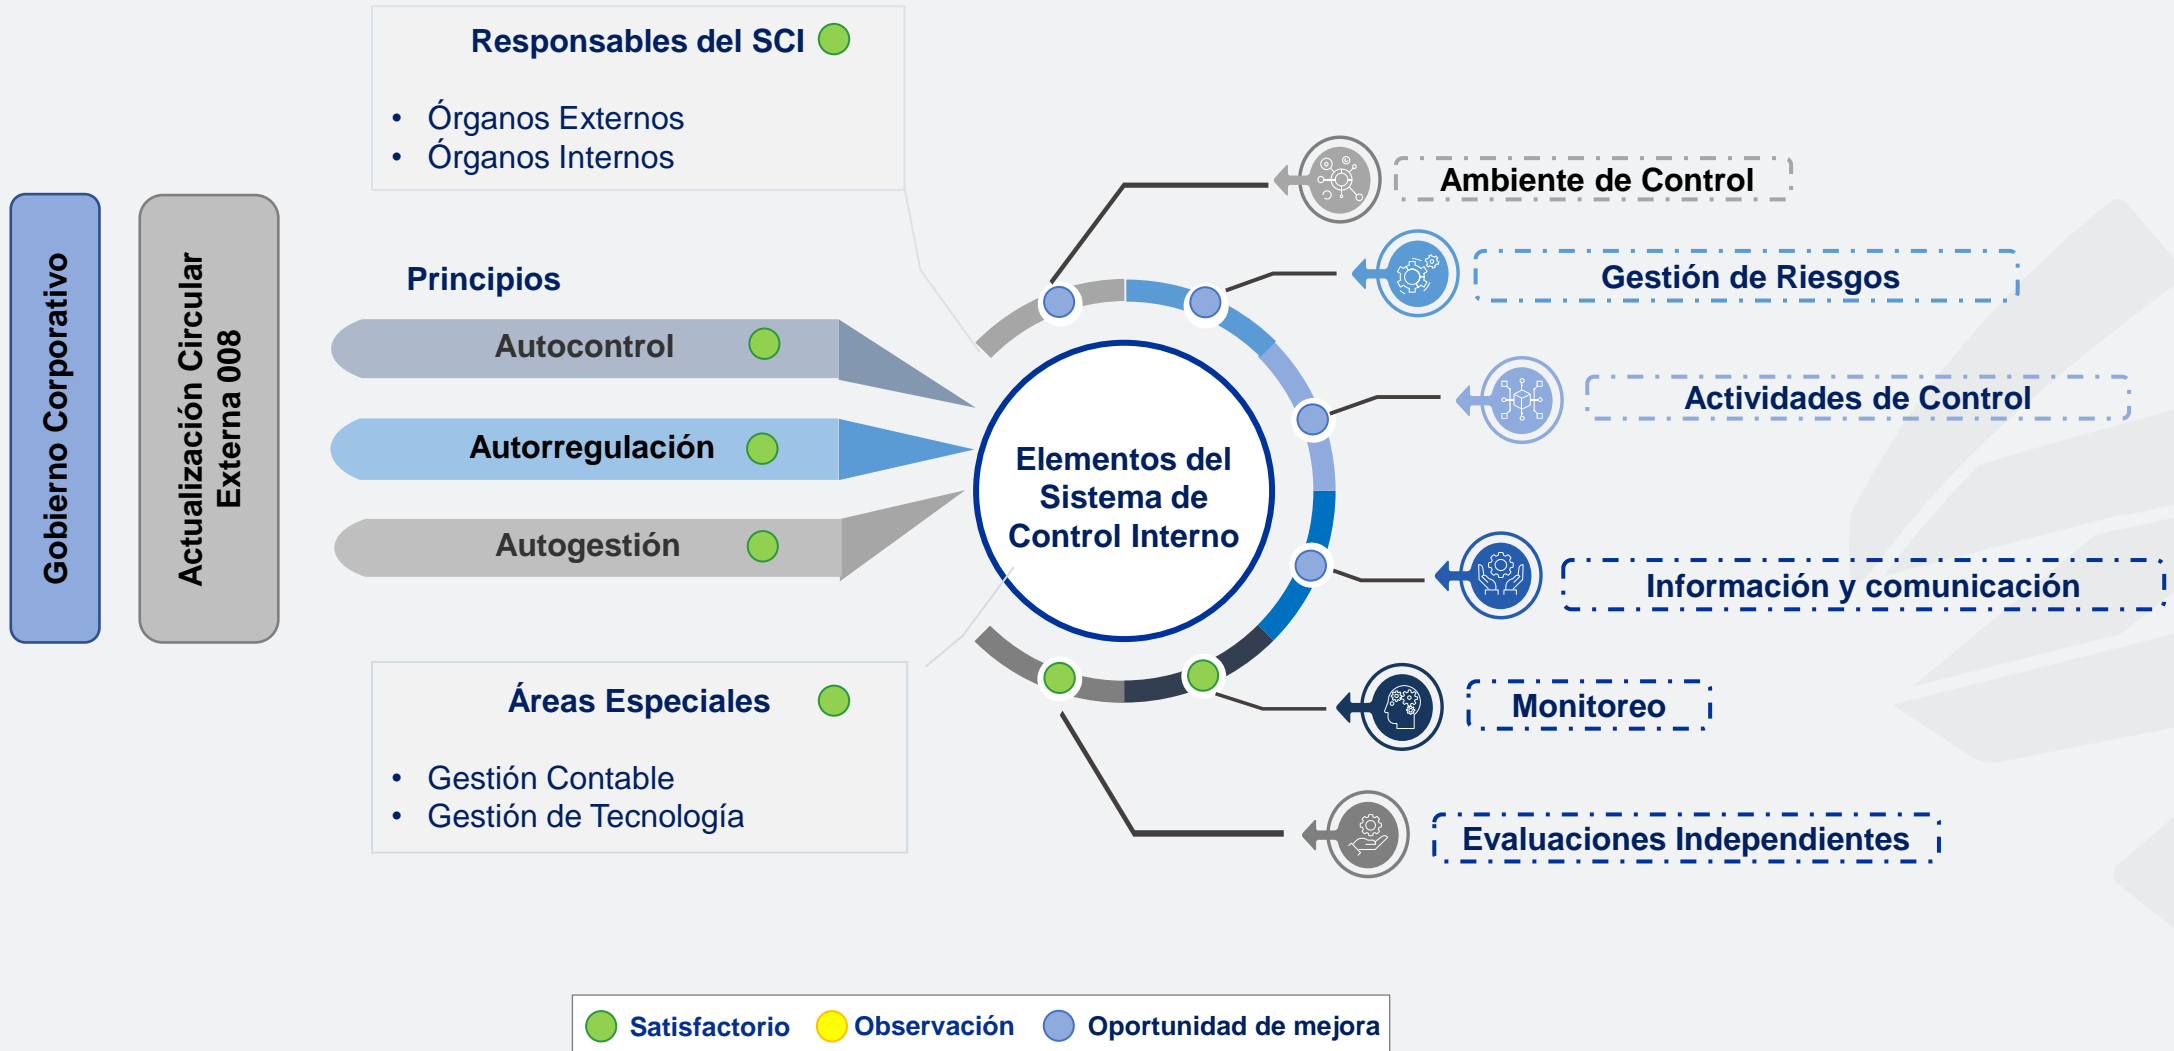 Gobierno Corporativo
Actualización Circular
Externa 008
Responsables del SCI
• Órganos Externos
• Órganos Internos
Principios
Autocontrol
Autorregulación
Autogestión
Áreas Especiales
• Gestión Contable
• Gestión de Tecnología
Elementos del
Sistema de
Control Interno
Ambiente de Control
Gestión de Riesgos
Actividades de Control
Información y comunicación
Monitoreo
Evaluaciones Independientes
Satisfactorio
Observación
Oportunidad de mejora